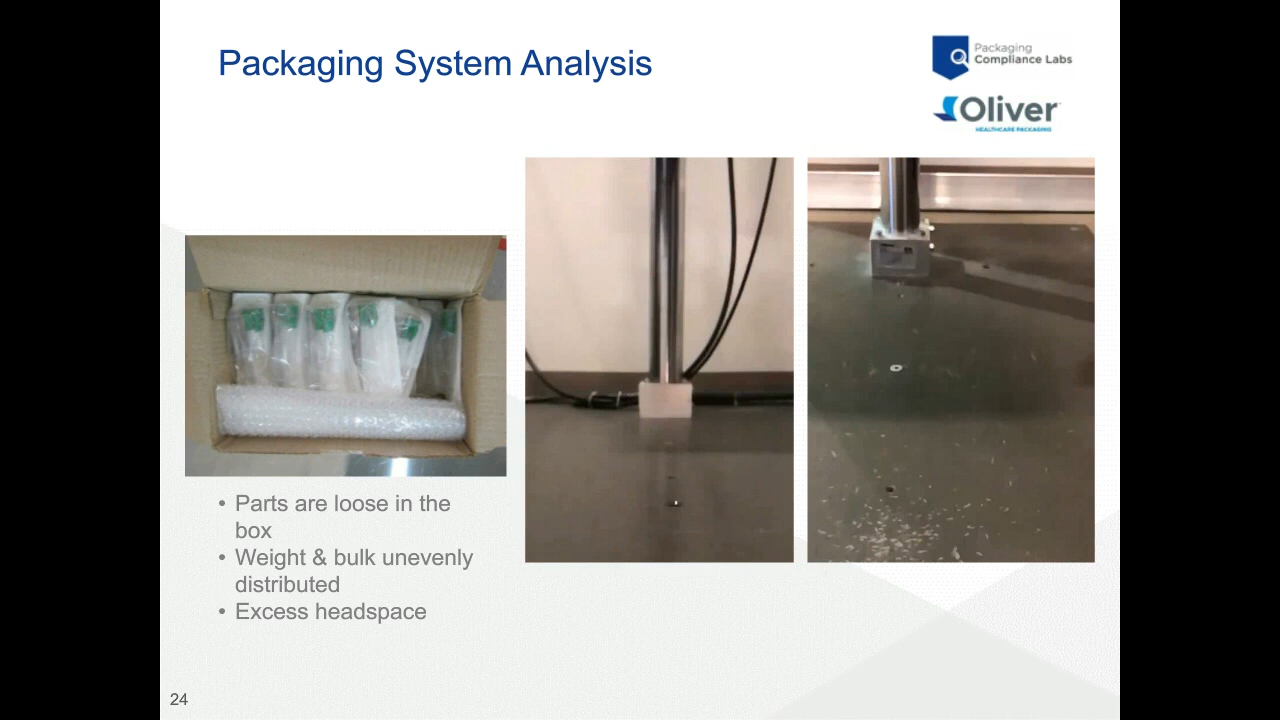 Packaging System Analysis
Packaging
Compliance Labs
Oliver
HEALTHCARE PACKAGING
• Parts are loose in the
box
• Weight & bulk unevenly
distributed
• Excess headspace
24